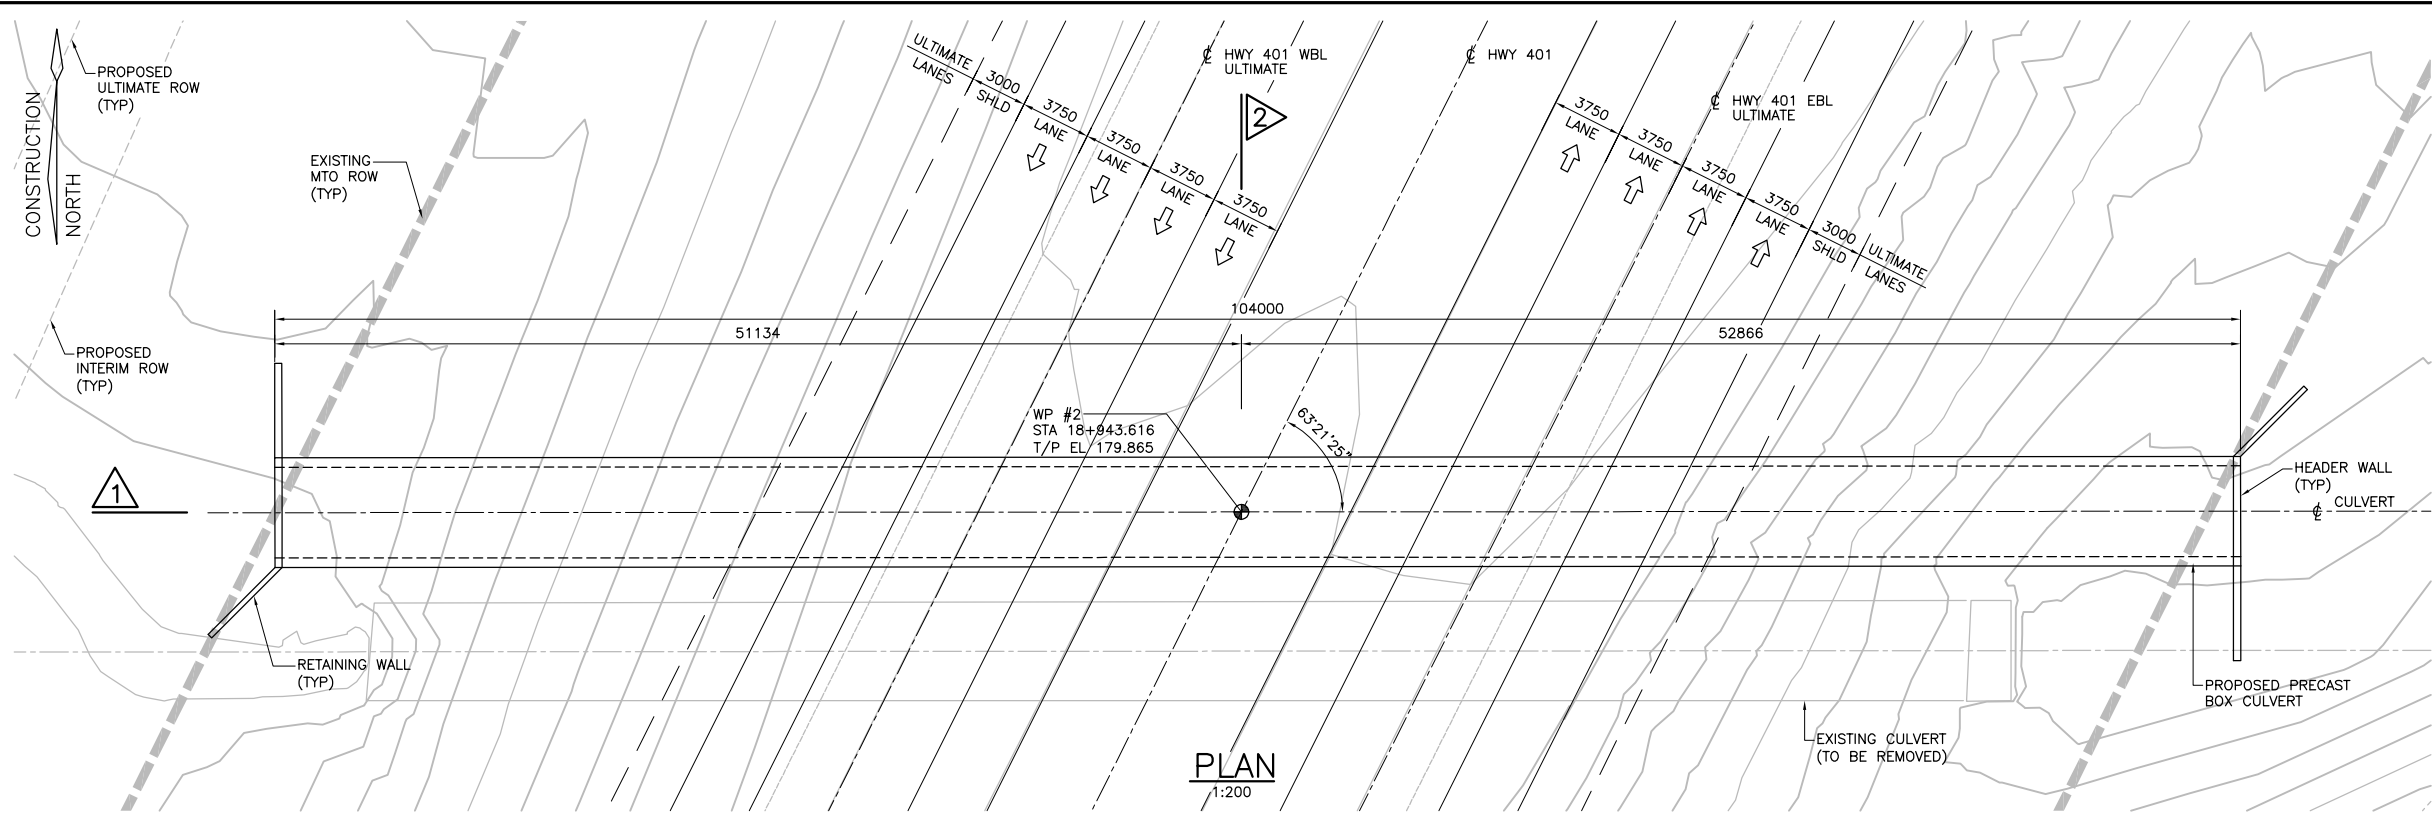 CONSTRUCTION
NORTH
PROPOSED
ULTIMATE ROW
(TYP)
EXISTING
MTO ROW
(TYP)
PROPOSED
INTERIM ROW
(TYP)
ULTIMATE
LANES
3000
SHLD
3750
LANE
3750
LANE
3750
LANE
3750
LANE
℄ HWY 401 WBL
ULTIMATE
2
℄ HWY 401
3750
LANE
3750
LANE
3750
LANE
3750
LANE
3000
SHLD
ULTIMATE
LANES
℄ HWY 401 EBL
ULTIMATE
104000
51134
52866
WP #2
STA 18+943.616
T/P EL 179.865
63°21'25"
1
HEADER WALL
(TYP)
℄ CULVERT
RETAINING WALL
(TYP)
PROPOSED PRECAST
BOX CULVERT
EXISTING CULVERT
(TO BE REMOVED)
PLAN
1:200